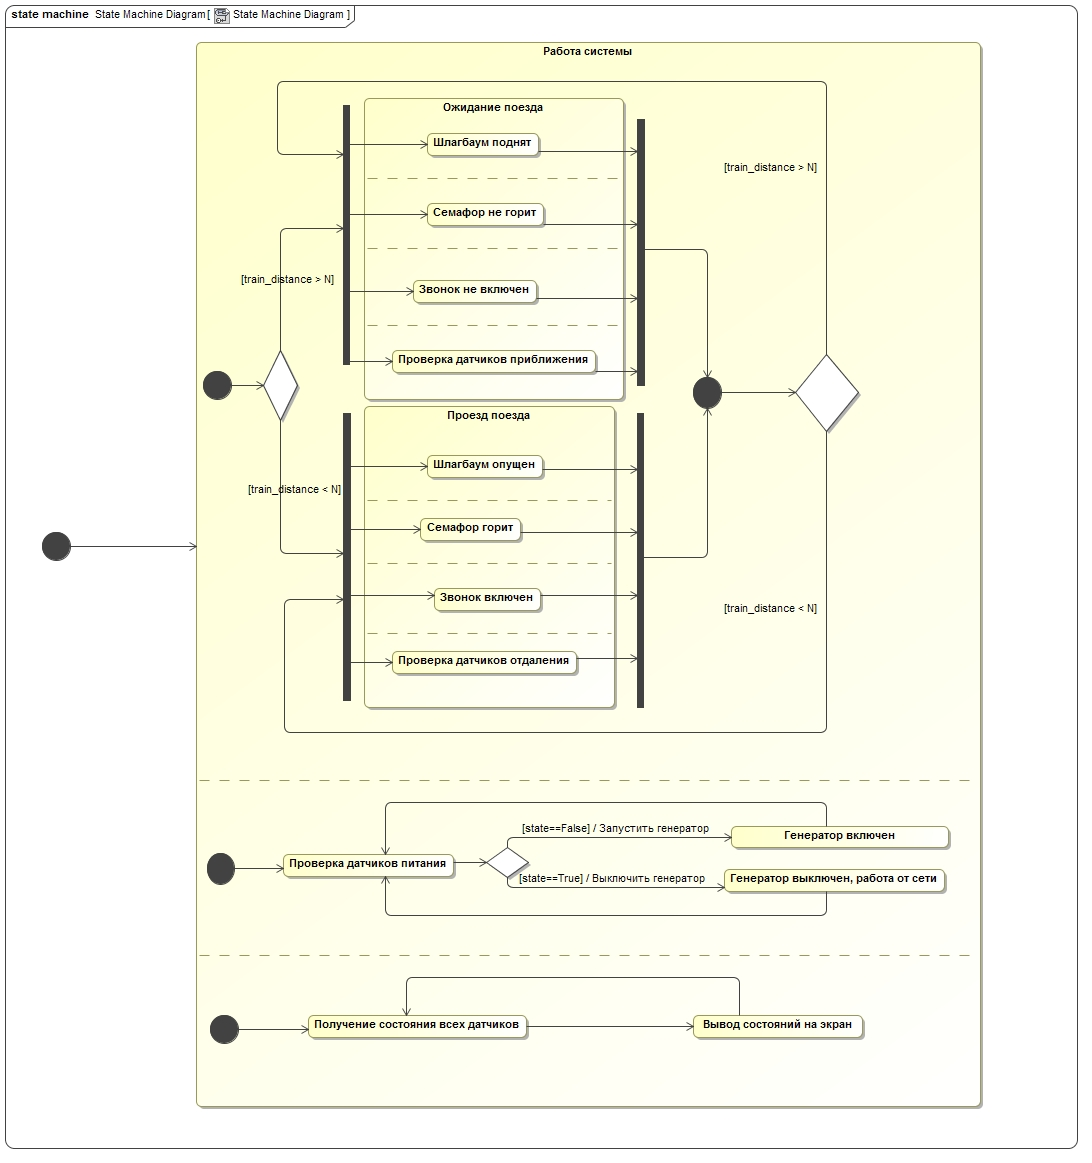 state machine State Machine Diagram [ State Machine Diagram ]
Работа системы
Ожидание поезда
Шлагбаум поднят
[train_distance > N]
Семафор не горит
[train_distance > N]
Звонок не включен
Проверка датчиков приближения
Проезд поезда
Шлагбаум опущен
[train_distance < N]
Семафор горит
Звонок включен
[train_distance < N]
Проверка датчиков отдаления
[state==False] / Запустить генератор
Генератор включен
Проверка датчиков питания
[state==True] / Выключить генератор
Генератор выключен, работа от сети
Получение состояния всех датчиков
Вывод состояний на экран